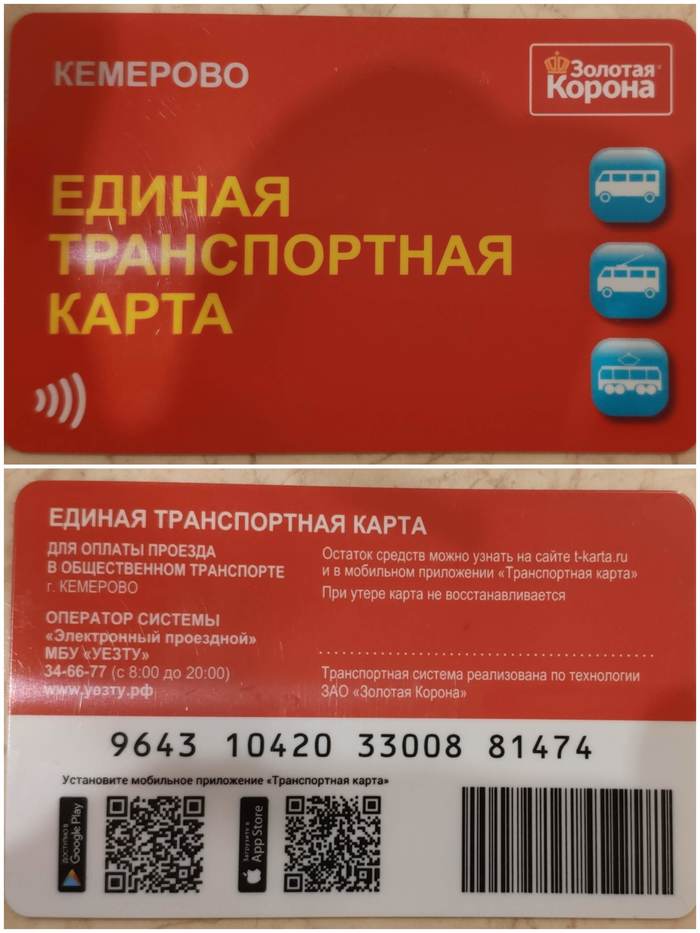 КЕМЕРОВО
Золотая
Корона
ЕДИНАЯ
ТРАНСПОРТНАЯ
КАРТА
ЕДИНАЯ ТРАНСПОРТНАЯ КАРТА
ДЛЯ ОПЛАТЫ ПРОЕЗДА
В ОБЩЕСТВЕННОМ ТРАНСПОРТЕ
г. КЕМЕРОВО
ОПЕРАТОР СИСТЕМЫ
«Электронный проездной»
МБУ «УЕЗТУ»
34-66-77 (с 8:00 до 20:00)
www.уезту.рф
Остаток средств можно узнать на сайте t-karta.ru
и в мобильном приложении «Транспортная карта»
При утере карта не восстанавливается
Транспортная система реализована по технологии
ЗАО «Золотая Корона»
9643 10420 33008 81474
Установите мобильное приложение «Транспортная карта»
ДОСТУПНО В
Google Play
Загрузите в
App Store